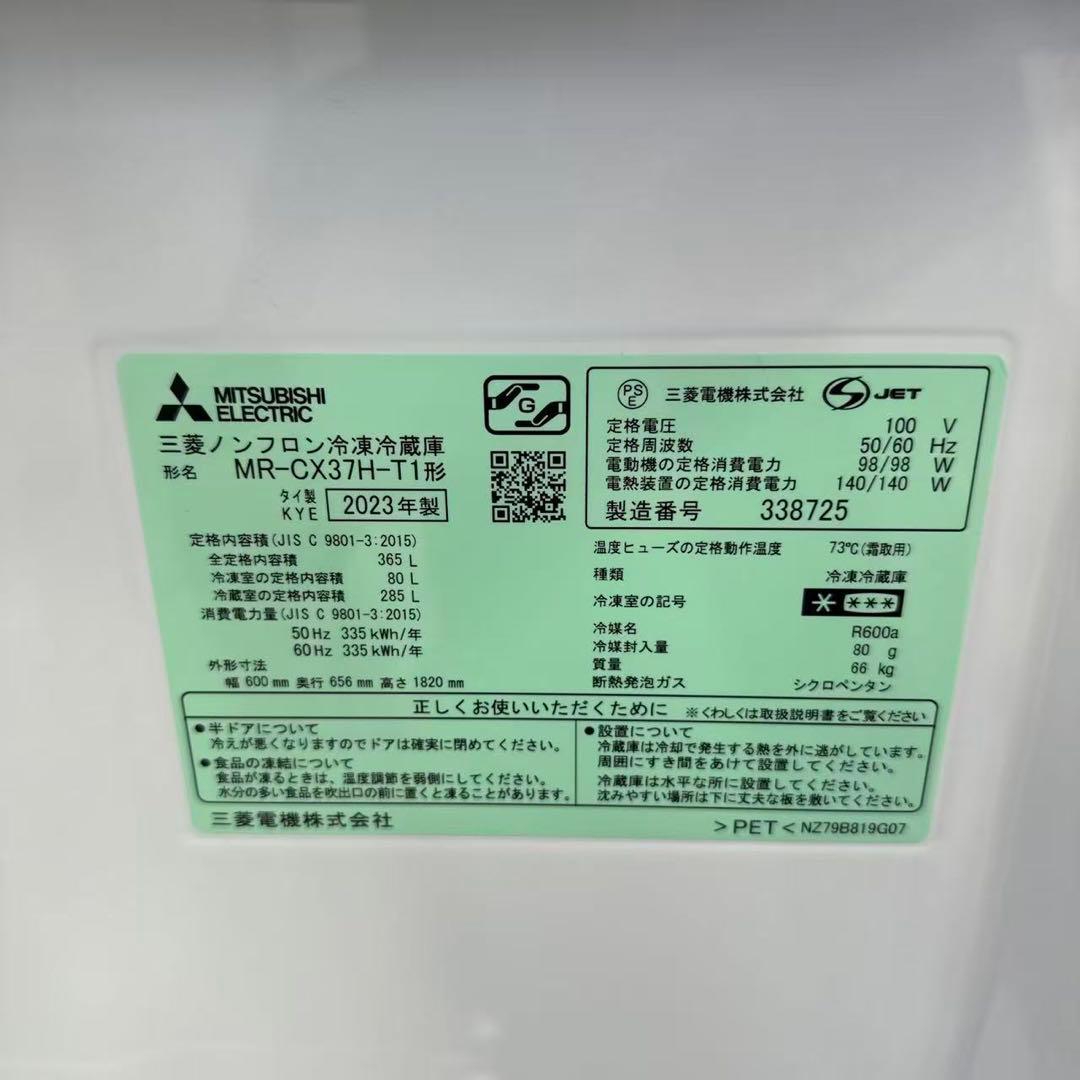 MITSUBISHI
ELECTRIC
G
三菱ノンフロン冷凍冷蔵庫
形名 MR-CX37H-T1形
タイ製
KYE 2023年製
定格内容積(JIS C 9801-3:2015)
全定格内容積 365 L
冷凍室の定格内容積 80 L
冷蔵室の定格内容積 285 L
消費電力量(JIS C 9801-3:2015)
50Hz 335kWh/年
60Hz 335kWh/年
外形寸法
幅 600mm 奥行 656mm 高さ 1820mm
PS
E 三菱電機株式会社 S JET
定格電圧 100 V
定格周波数 50/60 Hz
電動機の定格消費電力 98/98 W
電熱装置の定格消費電力 140/140 W
製造番号 338725
温度ヒューズの定格動作温度 73℃(霜取用)
種類 冷凍冷蔵庫
冷凍室の記号 * ***
冷媒名 R600a
冷媒封入量 80 g
質量 66 kg
断熱発泡ガス シクロペンタン
正しくお使いいただくために ※くわしくは取扱説明書をご覧ください
●半ドアについて
冷えが悪くなりますのでドアは確実に閉めてください。
●食品の凍結について
食品が凍るときは、温度調節を弱側にしてください。
水分の多い食品を吹出口の前に置くと凍ることがあります。
●設置について
冷蔵庫は冷却で発生する熱を外に逃がしています。
周囲にすき間をあけて設置してください。
冷蔵庫は水平な所に設置してください。
沈みやすい場所は下に丈夫な板を敷いてください。
三菱電機株式会社 >PET< NZ79B819G07